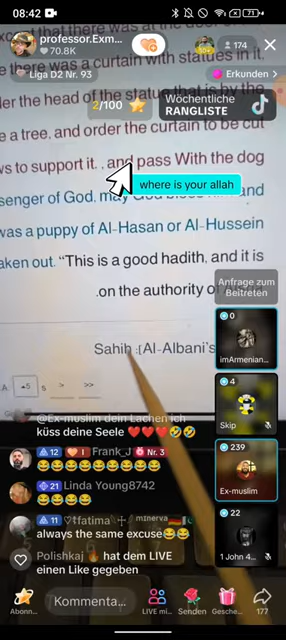 08:42
71
professor.Exm...
70.8K
50+
174
Liga D2 Nr. 93
Erkunden >
there was a curtain with statues in it.
der the head of the statue that is by the
2/100
Wöchentliche
RANGLISTE
e a tree, and order the curtain to be cut
ws to support it. , and pass With the dog
where is your allah
senger of God, may God bless him and
was a puppy of Al-Hasan or Al-Hussein
aken out. "This is a good hadith, and it is
.on the authority of
Anfrage zum
Beitreten
0
imArmenian...
Sahih :[Al-Albani's
4
Skip
@Ex-muslim dein Lachen ich
küss deine Seele ❤️❤️❤️🤣🤣
12 1 Frank_J Nr. 3
😂😂😂😂😂😂😂😂😂
239
Ex-muslim
21 Linda Young8742
😂😂😂
11 fatima minerva
always the same excuse😂😂
22
1 John 4...
Polishkaj hat dem LIVE
einen Like gegeben
Abonn...
Kommenta...
LIVE mi...
Senden
Gesche...
177